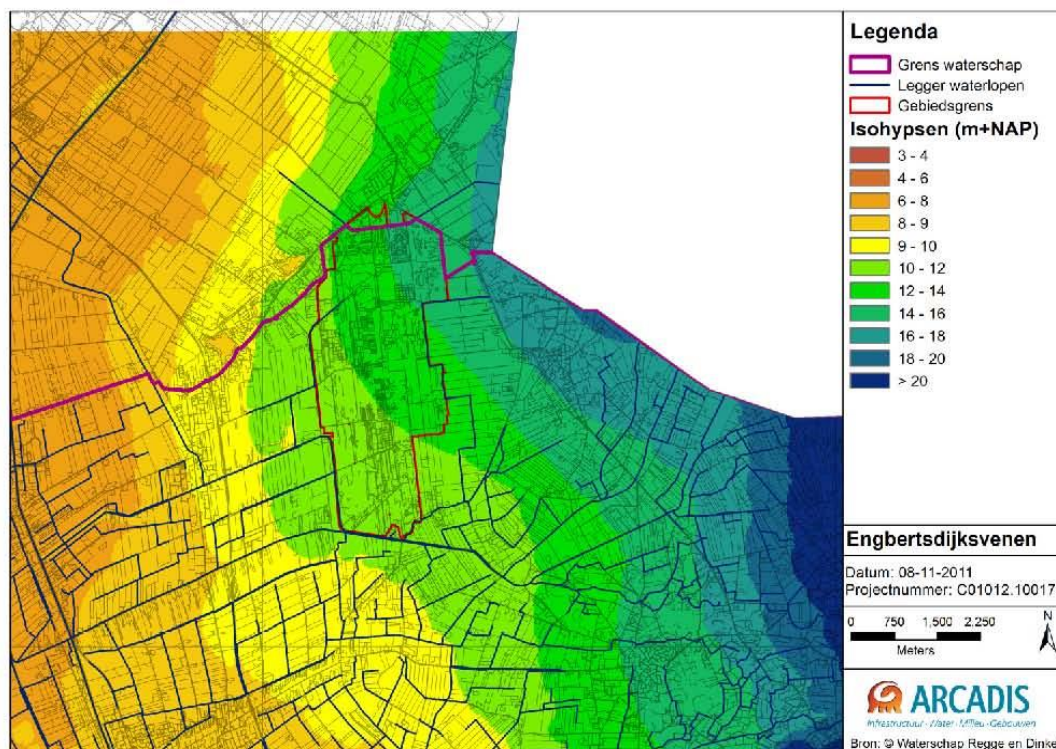 Legenda
Grens waterschap
Legger waterlopen
Gebiedsgrens
Isohypsen (m+NAP)
3 - 4
4 - 6
6 - 8
8 - 9
9 - 10
10 - 12
12 - 14
14 - 16
16 - 18
18 - 20
> 20
Engbertsdijksvenen
Datum: 08-11-2011
Projectnummer: C01012.10017
0 750 1,500 2,250
Meters
N
ARCADIS
Infrastructuur · Water · Milieu · Gebouwen
Bron: © Waterschap Regge en Dinke